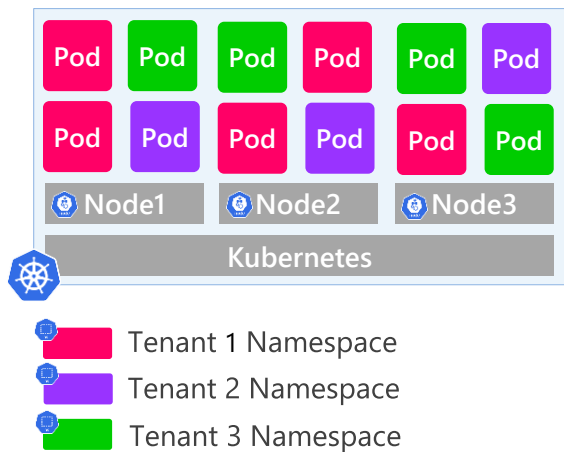 Pod Pod Pod Pod Pod Pod
Pod Pod Pod Pod Pod Pod
Node1 Node2 Node3
Kubernetes
Tenant 1 Namespace
Tenant 2 Namespace
Tenant 3 Namespace